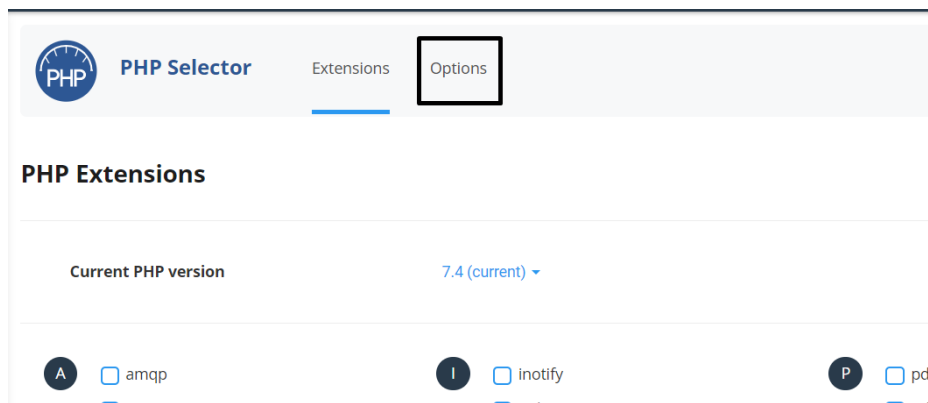 PHP PHP Selector Extensions Options
PHP Extensions
Current PHP version 7.4 (current)
A amqp I inotify P